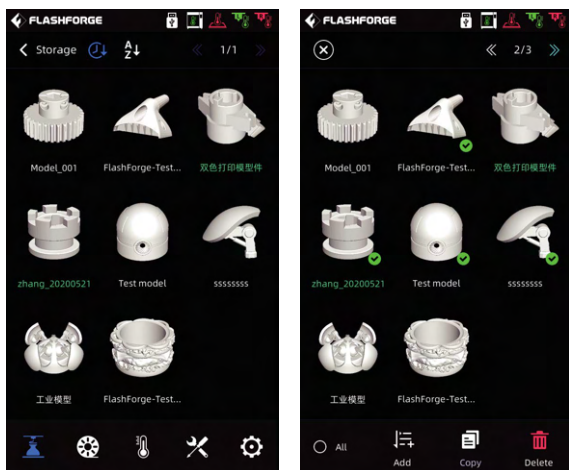 FLASHFORGE
Storage A Z 1/1
Model_001 FlashForge-Test... 双色打印模型件
zhang_20200521 Test model ssssssss
工业模型 FlashForge-Test...
FLASHFORGE
2/3
Model_001 FlashForge-Test... 双色打印模型件
zhang_20200521 Test model ssssssss
工业模型 FlashForge-Test...
All Add Copy Delete